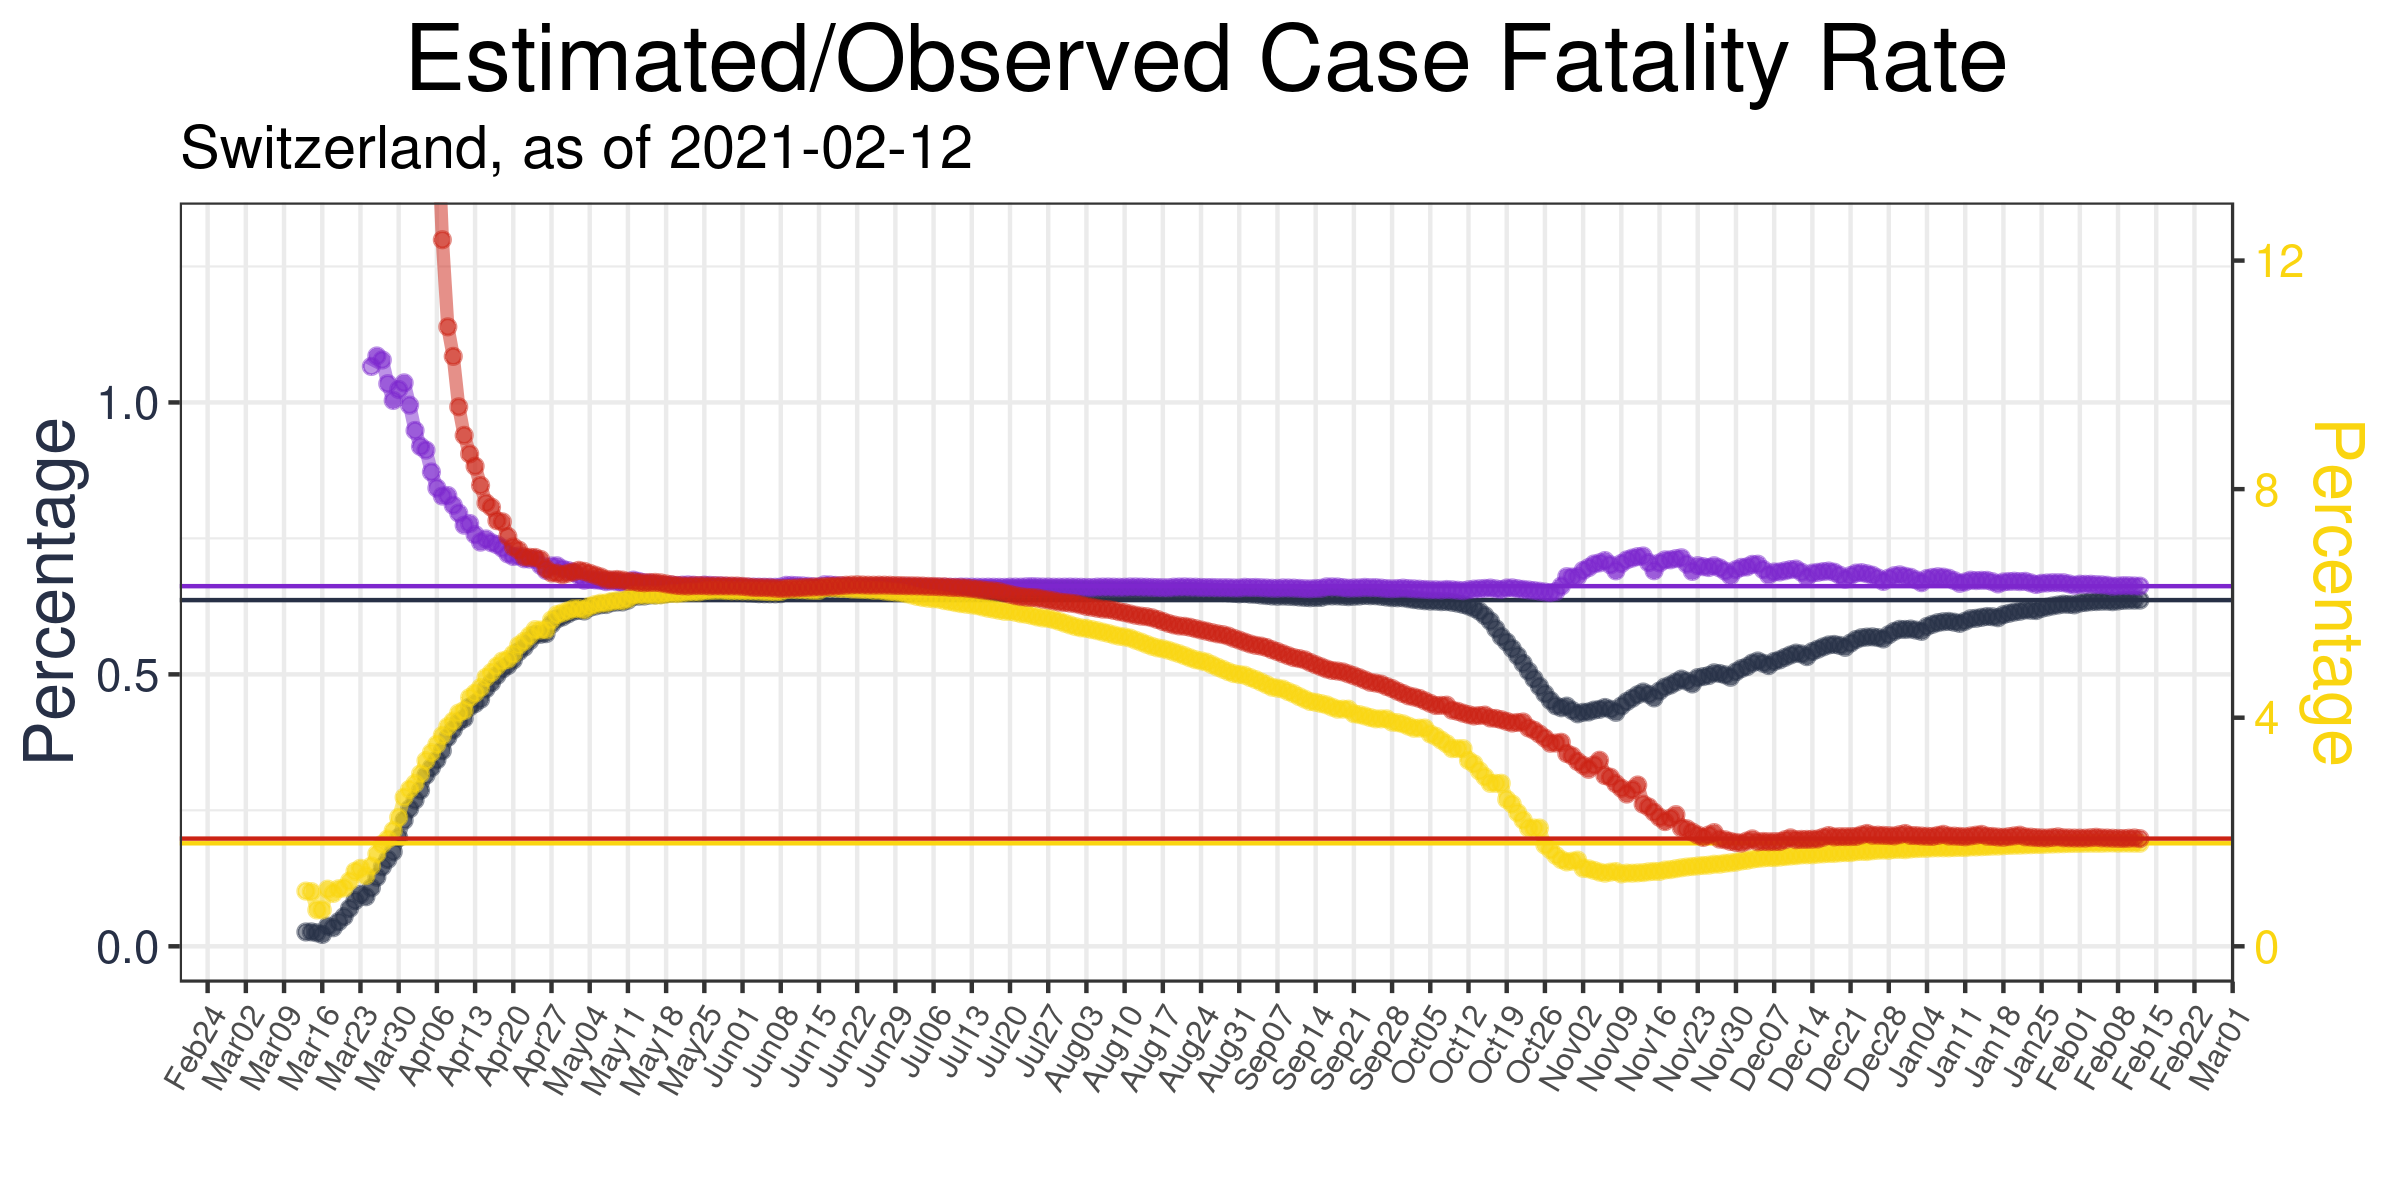 Estimated/Observed Case Fatality Rate
Switzerland, as of 2021-02-12
Percentage
1.0
0.5
0.0
12
8
4
0
Percentage
Feb24
Mar02
Mar09
Mar16
Mar23
Mar30
Apr06
Apr13
Apr20
Apr27
May04
May11
May18
May25
Jun01
Jun08
Jun15
Jun22
Jun29
Jul06
Jul13
Jul20
Jul27
Aug03
Aug10
Aug17
Aug24
Aug31
Sep07
Sep14
Sep21
Sep28
Oct05
Oct12
Oct19
Oct26
Nov02
Nov09
Nov16
Nov23
Nov30
Dec07
Dec14
Dec21
Dec28
Jan04
Jan11
Jan18
Jan25
Feb01
Feb08
Feb15
Feb22
Mar01